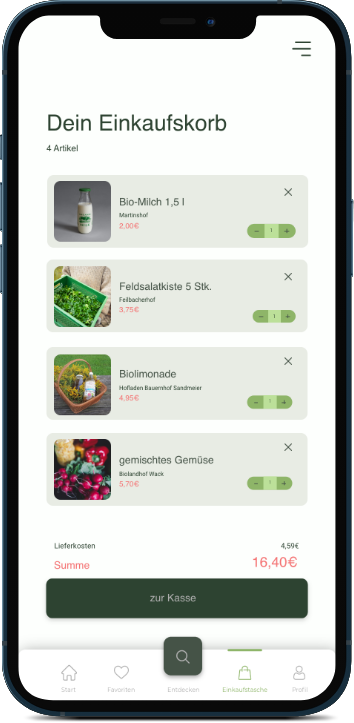 Dein Einkaufskorb
4 Artikel
Bio-Milch 1,5 l
Martinshof
2.00€
− 1 +
Feldsalatkiste 5 Stk.
Feilbacherhof
3,75€
− 1 +
Biolimonade
Hofladen Bauernhof Sandmeier
4,95€
− 1 +
gemischtes Gemüse
Biolandhof Wack
5,70€
− 1 +
Lieferkosten 4,59€
Summe 16,40€
zur Kasse
Start Favoriten Entdecken Einkaufstasche Profil